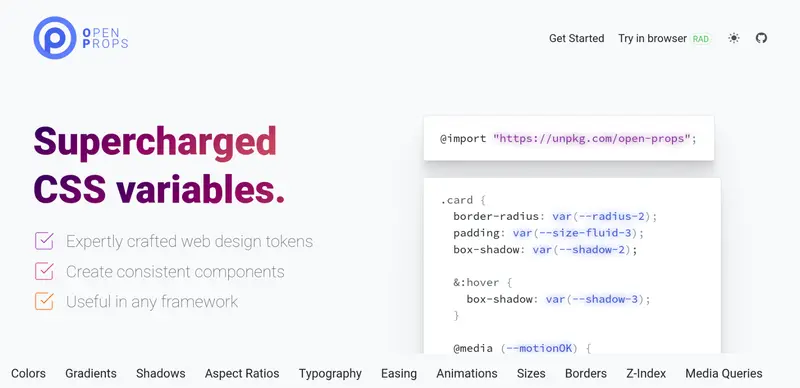 OPEN
PROPS
Get Started
Try in browser RAD
Supercharged
CSS variables.
Expertly crafted web design tokens
Create consistent components
Useful in any framework
@import "https://unpkg.com/open-props";
.card {
border-radius: var(--radius-2);
padding: var(--size-fluid-3);
box-shadow: var(--shadow-2);
&:hover {
box-shadow: var(--shadow-3);
}
@media (--motionOK) {
Colors Gradients Shadows Aspect Ratios Typography Easing Animations Sizes Borders Z-Index Media Queries